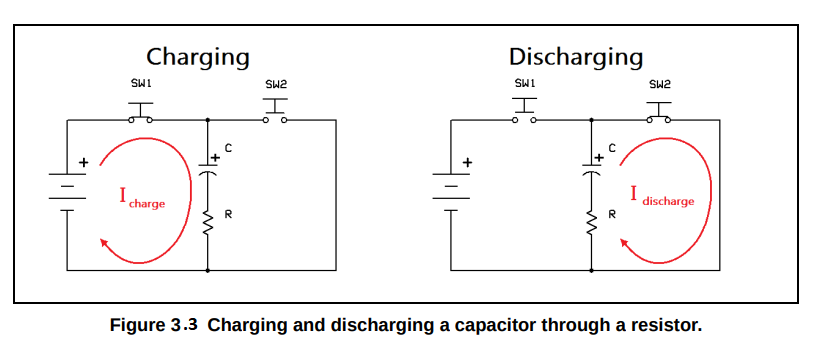 Charging
Discharging
SW1
SW2
SW1
SW2
C
+
+
I charge
R
C
+
+
I discharge
R
Figure 3.3 Charging and discharging a capacitor through a resistor.